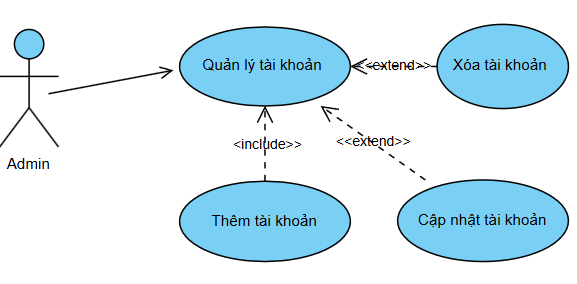 Quản lý tài khoản
<<extend>>
Xóa tài khoản
<include>>
<<extend>>
Admin
Thêm tài khoản
Cập nhật tài khoản